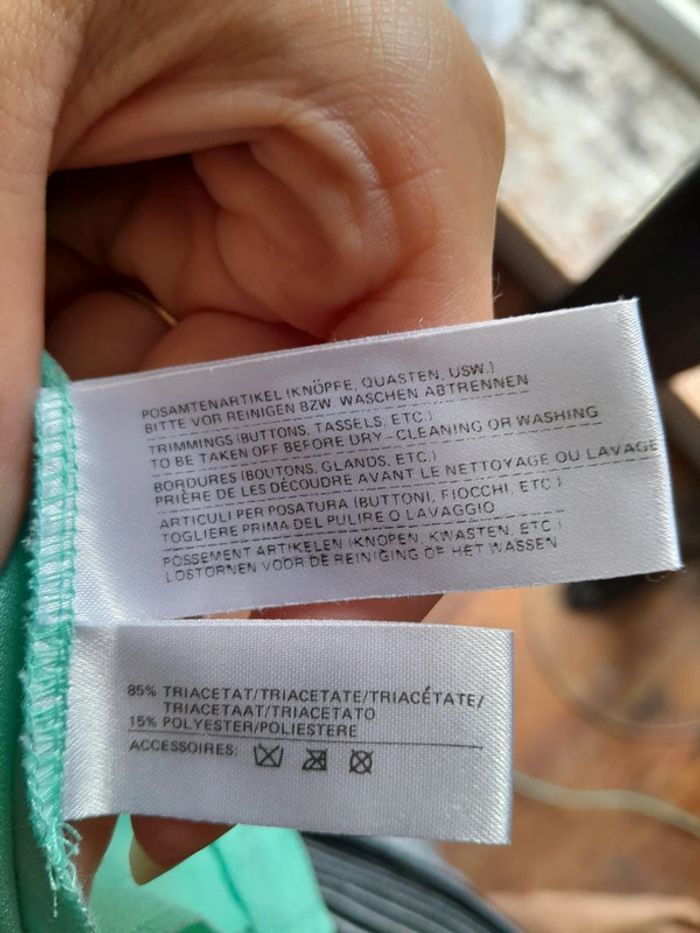 POSAMTENARTIKEL (KNÖPFE, QUASTEN, USW.)
BITTE VOR REINIGEN BZW. WASCHEN ABTRENNEN
TRIMMINGS (BUTTONS, TASSELS, ETC.)
TO BE TAKEN OFF BEFORE DRY-CLEANING OR WASHING
BORDURES (BOUTONS, GLANDS, ETC.)
PRIÈRE DE LES DÉCOUDRE AVANT LE NETTOYAGE OU LAVAGE
ARTICULI PER POSATURA (BUTTONI, FIOCCHI, ETC.)
TOGLIERE PRIMA DEL PULIRE O LAVAGGIO
POSSEMENT ARTIKELEN (KNOPEN, KWASTEN, ETC.)
LOSTORNEN VOOR DE REINIGING OF HET WASSEN
85% TRIACETAT/TRIACETATE/TRIACÉTATE/
TRIACETAAT/TRIACETATO
15% POLYESTER/POLIESTERE
ACCESSOIRES: